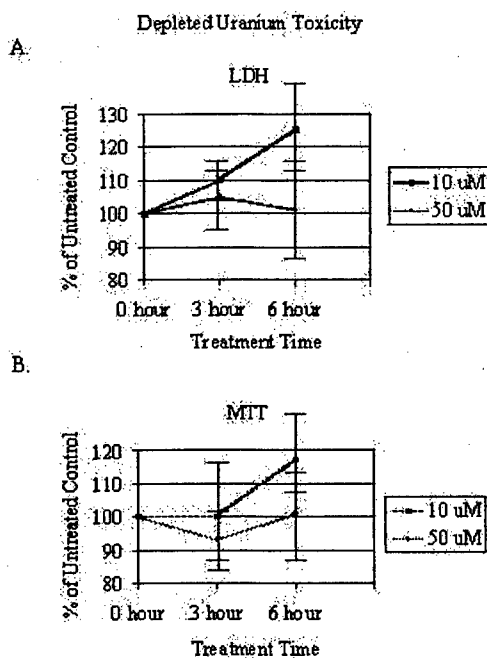 Depleted Uranium Toxicity
A.
LDH
% of Untreated Control
130
120
110
100
90
80
0 hour 3 hour 6 hour
Treatment Time
10 uM
50 uM
B.
MTT
% of Untreated Control
120
110
100
90
80
0 hour 3 hour 6 hour
Treatment Time
10 uM
50 uM